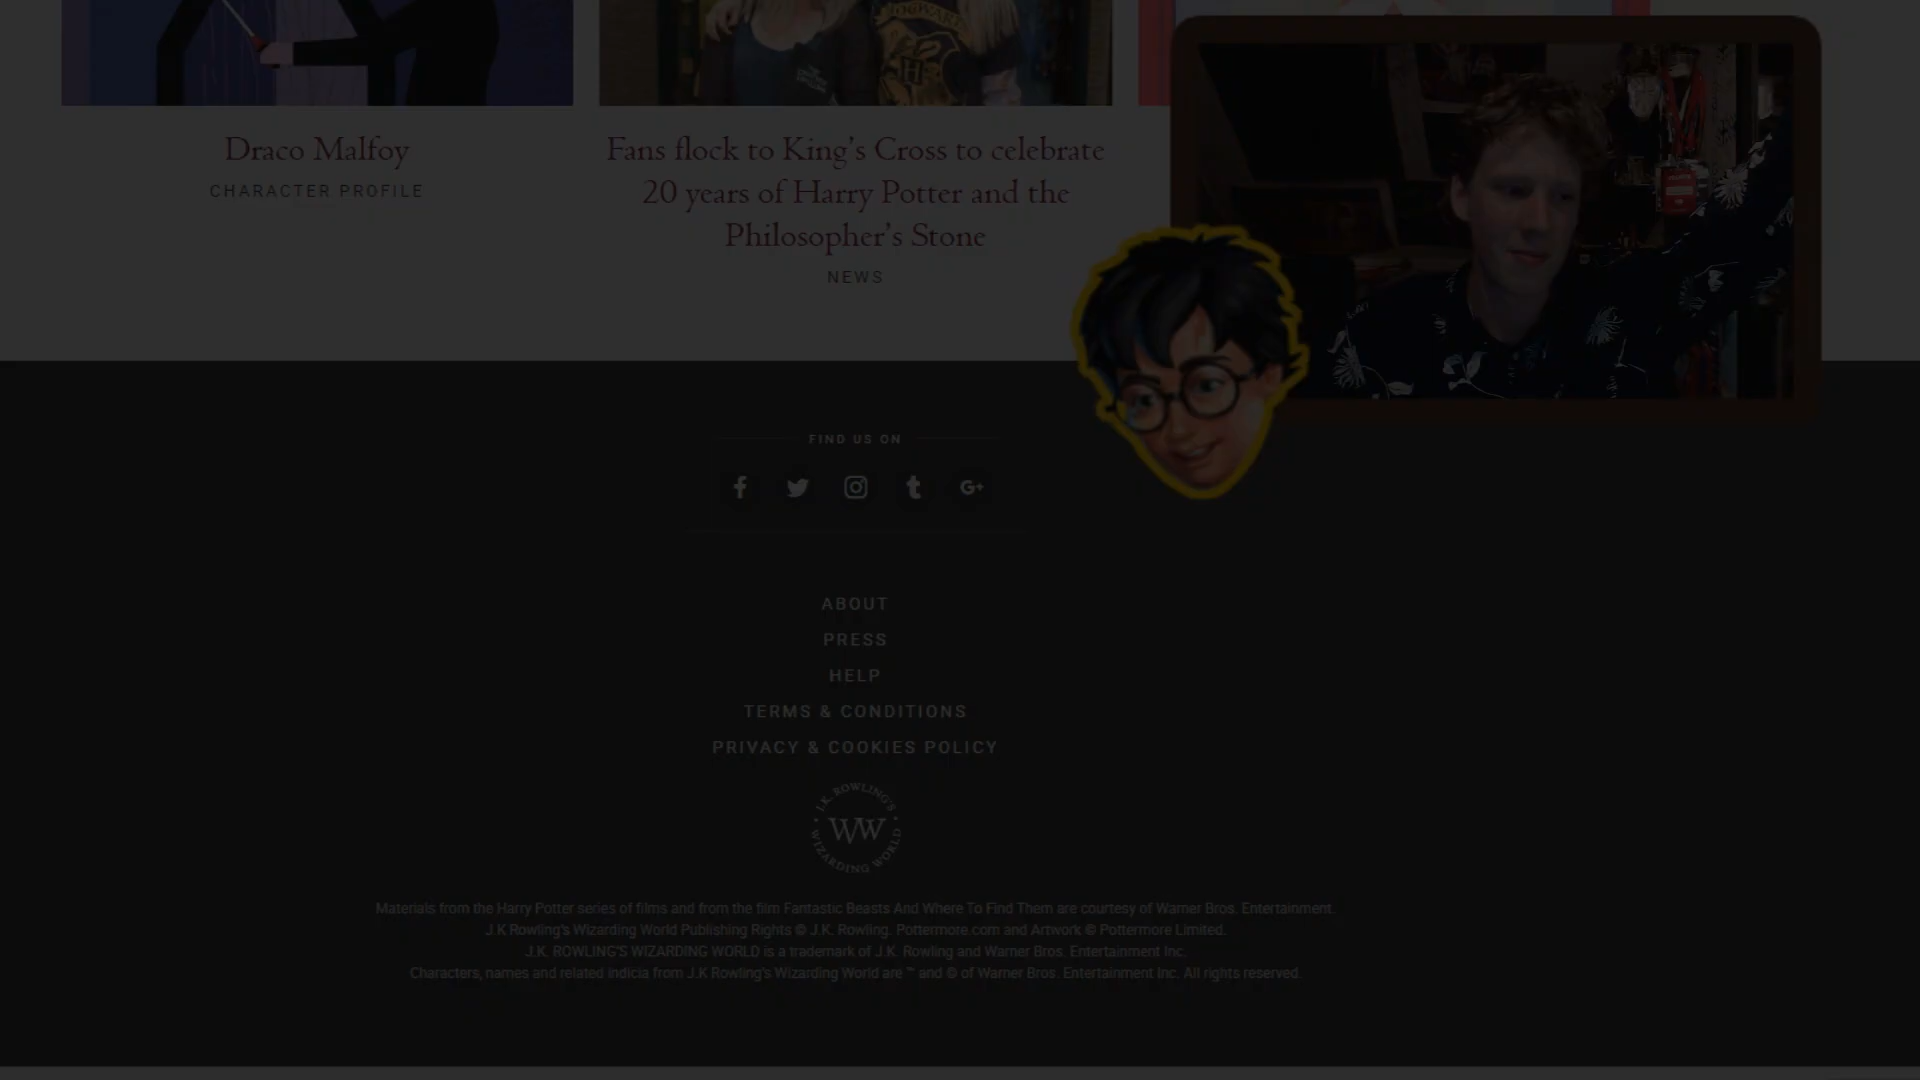 HOGWARTS
H
Draco Malfoy
CHARACTER PROFILE
Fans flock to King's Cross to celebrate
20 years of Harry Potter and the
Philosopher's Stone
NEWS
FIND US ON
ABOUT
PRESS
HELP
TERMS & CONDITIONS
PRIVACY & COOKIES POLICY
J.K. ROWLING'S
WW
WIZARDING WORLD
Materials from the Harry Potter series of films and from the film Fantastic Beasts And Where To Find Them are courtesy of Warner Bros. Entertainment.
J.K Rowling's Wizarding World Publishing Rights © J.K. Rowling. Pottermore.com and Artwork © Pottermore Limited.
J.K. ROWLING'S WIZARDING WORLD is a trademark of J.K. Rowling and Warner Bros. Entertainment Inc.
Characters, names and related indicia from J.K Rowling's Wizarding World are ™ and © of Warner Bros. Entertainment Inc. All rights reserved.